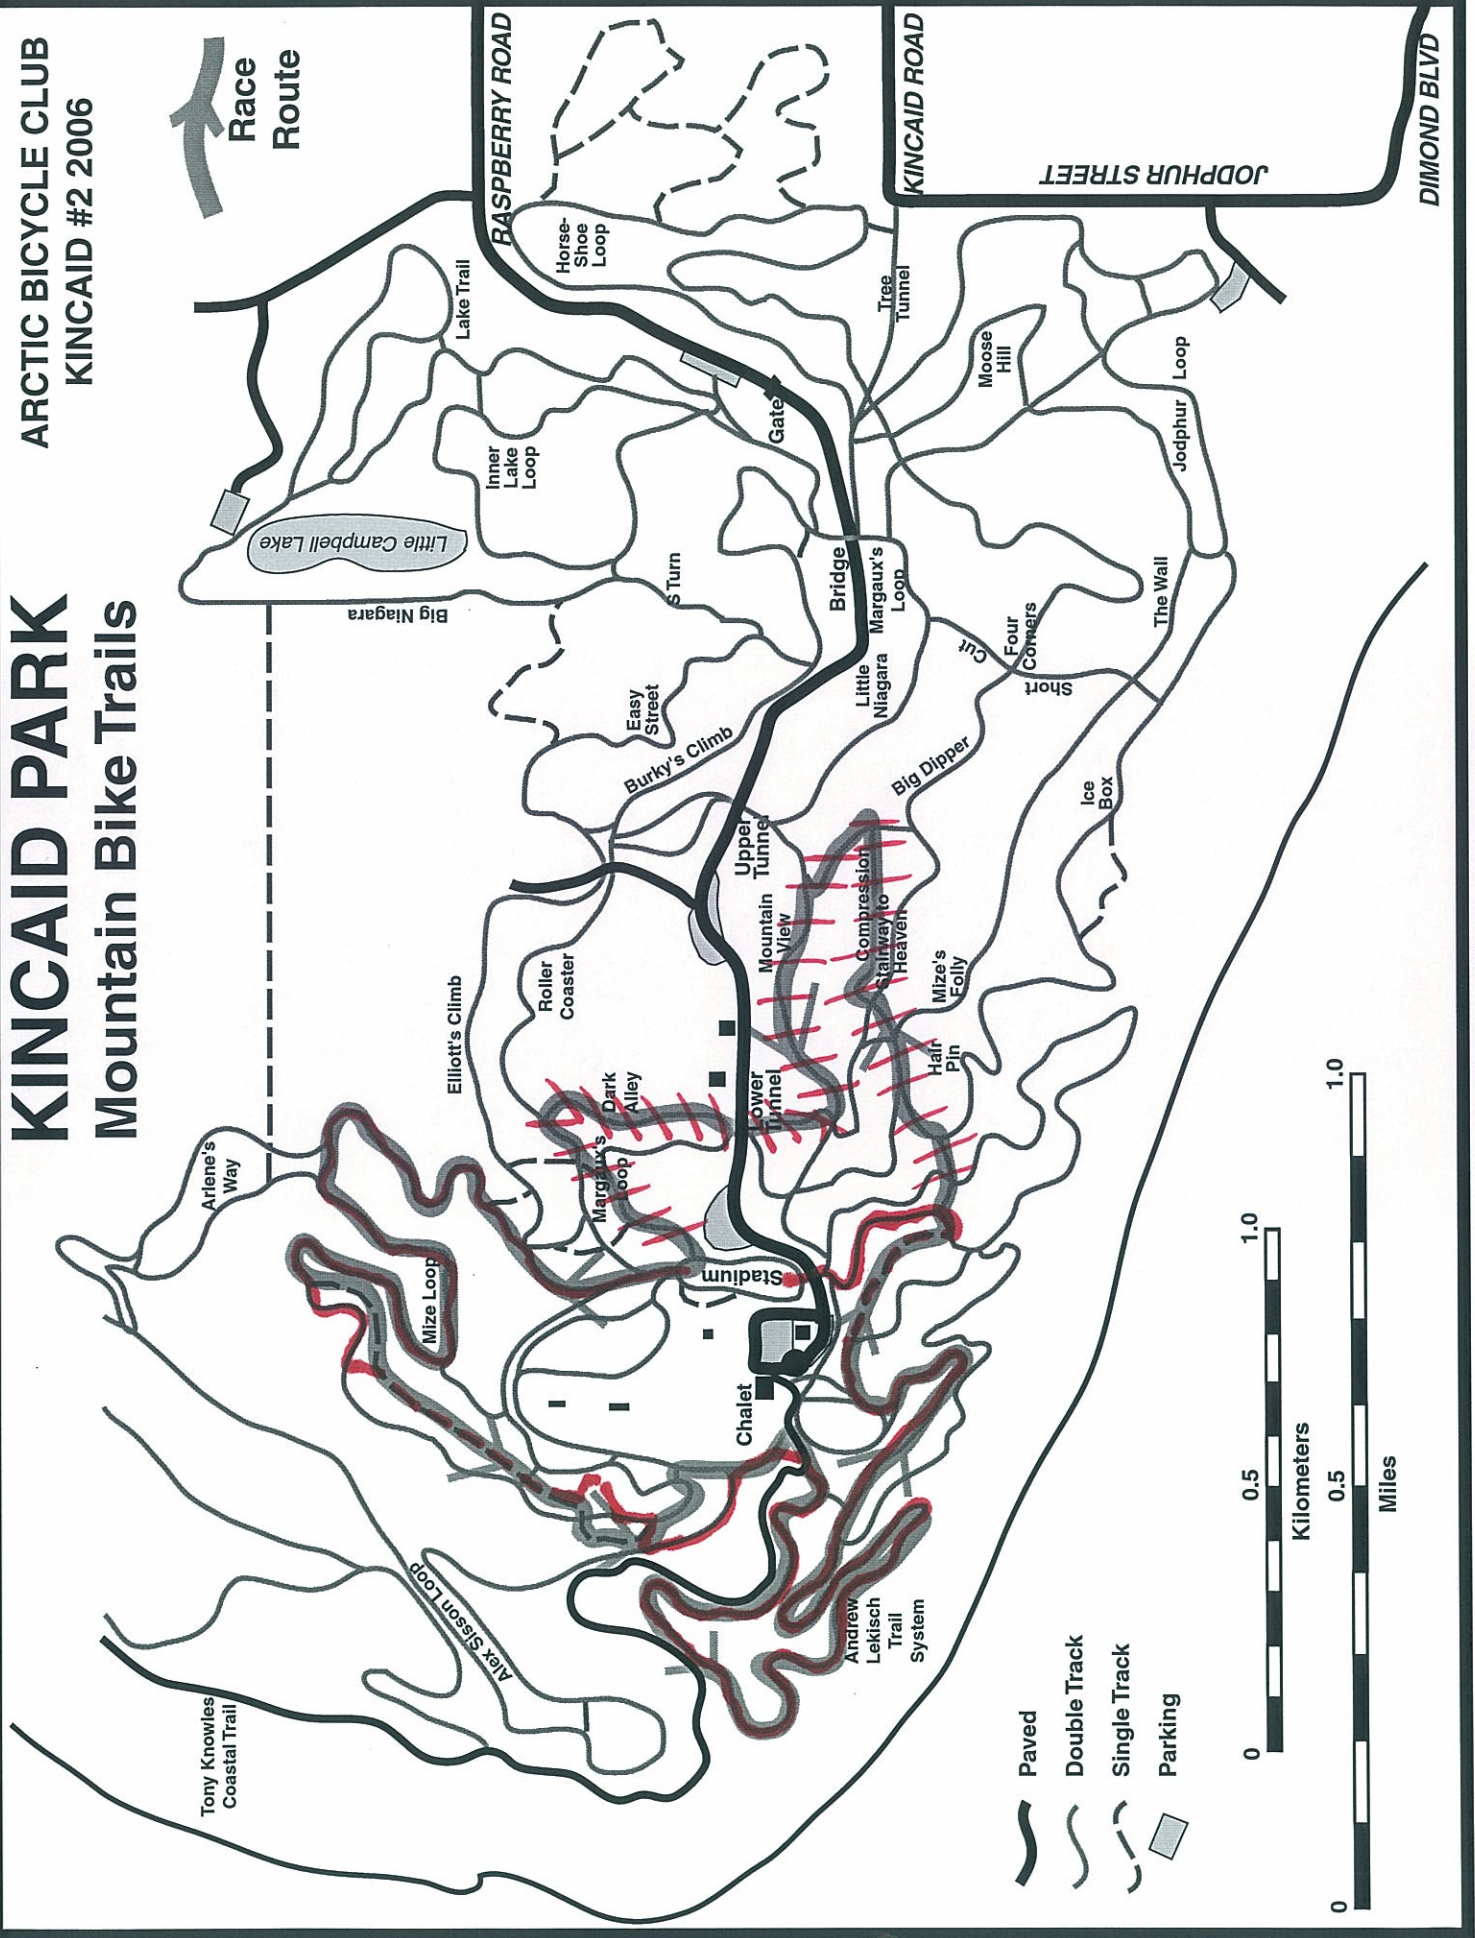 KINCAID PARK
Mountain Bike Trails
ARCTIC BICYCLE CLUB
KINCAID #2 2006
Race
Route
RASPBERRY ROAD
KINCAID ROAD
JODPHUR STREET
DIMOND BLVD
Horse-
Shoe
Loop
Lake Trail
Tree
Tunnel
Moose
Hill
Loop
Jodphur
Gate
Inner
Lake
Loop
Little Campbell Lake
Big Niagara
s Turn
Bridge
Margaux's
Loop
The Wall
Four
Corners
Cut
Short
Little
Niagara
Easy
Street
Burky's Climb
Big Dipper
Ice
Box
Upper
Tunnel
Mountain
View
Compression
Stairway to
Heaven
Mize's
Folly
Hair
Pin
Roller
Coaster
Elliott's Climb
Dark
Alley
Lower
Tunnel
Margaux's
Loop
Arlene's
Way
Mize Loop
Stadium
Chalet
Andrew
Lekisch
Trail
System
Alex Sisson Loop
Tony Knowles
Coastal Trail
Paved
Double Track
Single Track
Parking
0
0.5
1.0
Kilometers
0
0.5
1.0
Miles